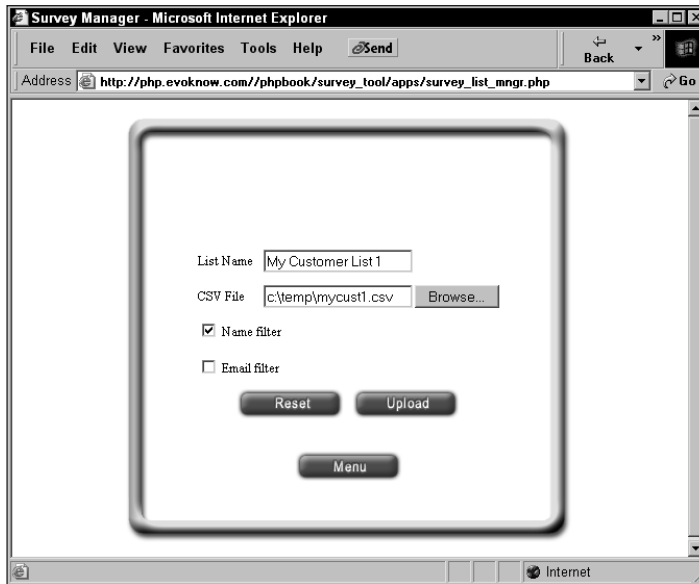 Survey Manager - Microsoft Internet Explorer
File Edit View Favorites Tools Help Send Back »
Address http://php.evoknow.com//phpbook/survey_tool/apps/survey_list_mngr.php Go
List Name My Customer List 1
CSV File c:\temp\mycust1.csv Browse...
Name filter
Email filter
Reset Upload
Menu
Internet